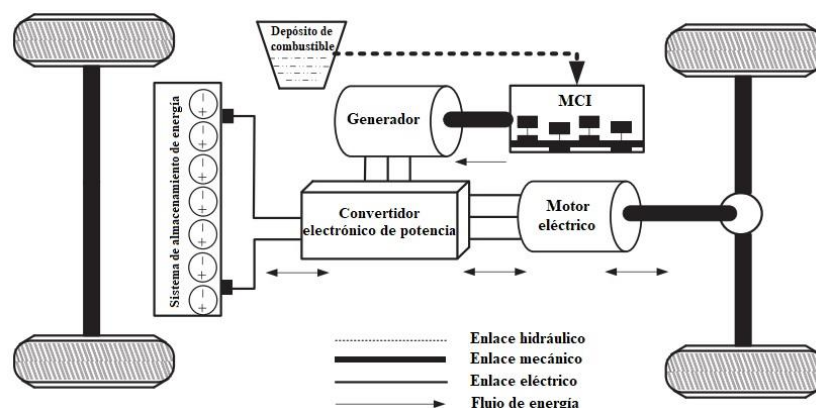 Depósito de
combustible
MCI
Generador
Sistema de almacenamiento de energía
Convertidor
electrónico de potencia
Motor
eléctrico
Enlace hidráulico
Enlace mecánico
Enlace eléctrico
Flujo de energía